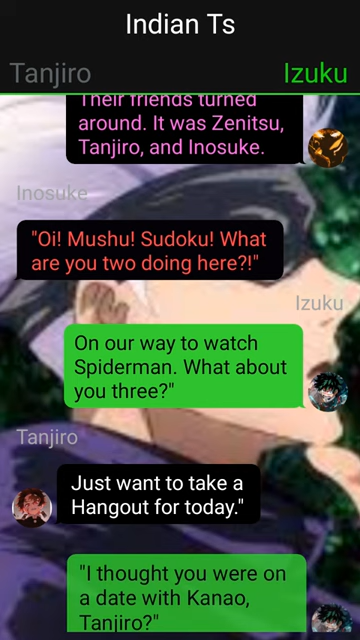 Indian Ts
Tanjiro
Izuku
Their friends turned
around. It was Zenitsu,
Tanjiro, and Inosuke.
Inosuke
"Oi! Mushu! Sudoku! What
are you two doing here?!"
Izuku
On our way to watch
Spiderman. What about
you three?"
Tanjiro
Just want to take a
Hangout for today."
"I thought you were on
a date with Kanao,
Tanjiro?"